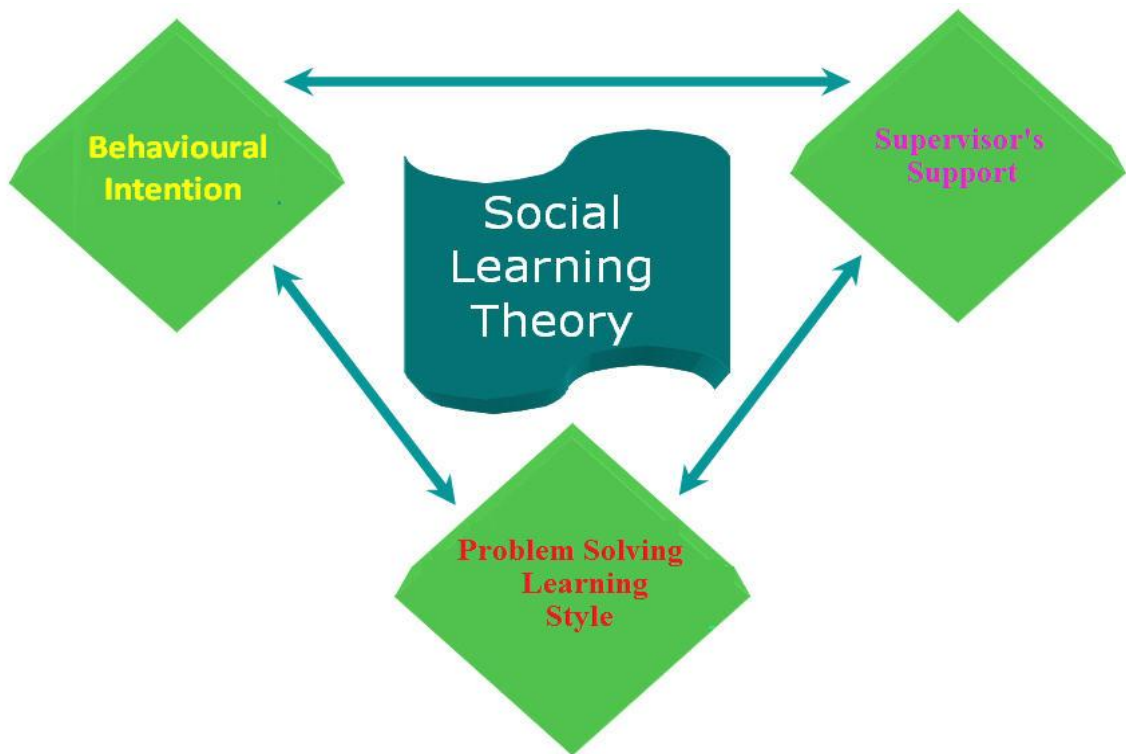 Behavioural
Intention
Supervisor's
Support
Social
Learning
Theory
Problem Solving
Learning
Style